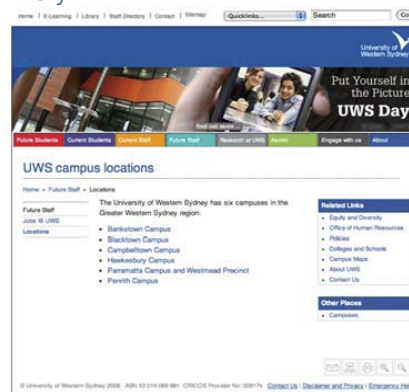 Home | E-Learning | Library | Staff Directory | Contact | Sitemap
Quicklinks...
Search
Go
University of
Western Sydney
Put Yourself in
the Picture
UWS Day
find out more
Future Students
Current Students
Current Staff
Future Staff
Research at UWS
Alumni
Engage with us
About
UWS campus locations
Home » Future Staff » Locations
Future Staff
Jobs @ UWS
Locations
The University of Western Sydney has six campuses in the
Greater Western Sydney region:
• Bankstown Campus
• Blacktown Campus
• Campbelltown Campus
• Hawkesbury Campus
• Parramatta Campus and Westmead Precinct
• Penrith Campus
Related Links
• Equity and Diversity
• Office of Human Resources
• Policies
• Colleges and Schools
• Campus Maps
• About UWS
• Contact Us
Other Places
• Campuses
© University of Western Sydney 2008 ABN 53 014 069 881 CRICOS Provider No: 00917k Contact Us | Disclaimer and Privacy | Emergency